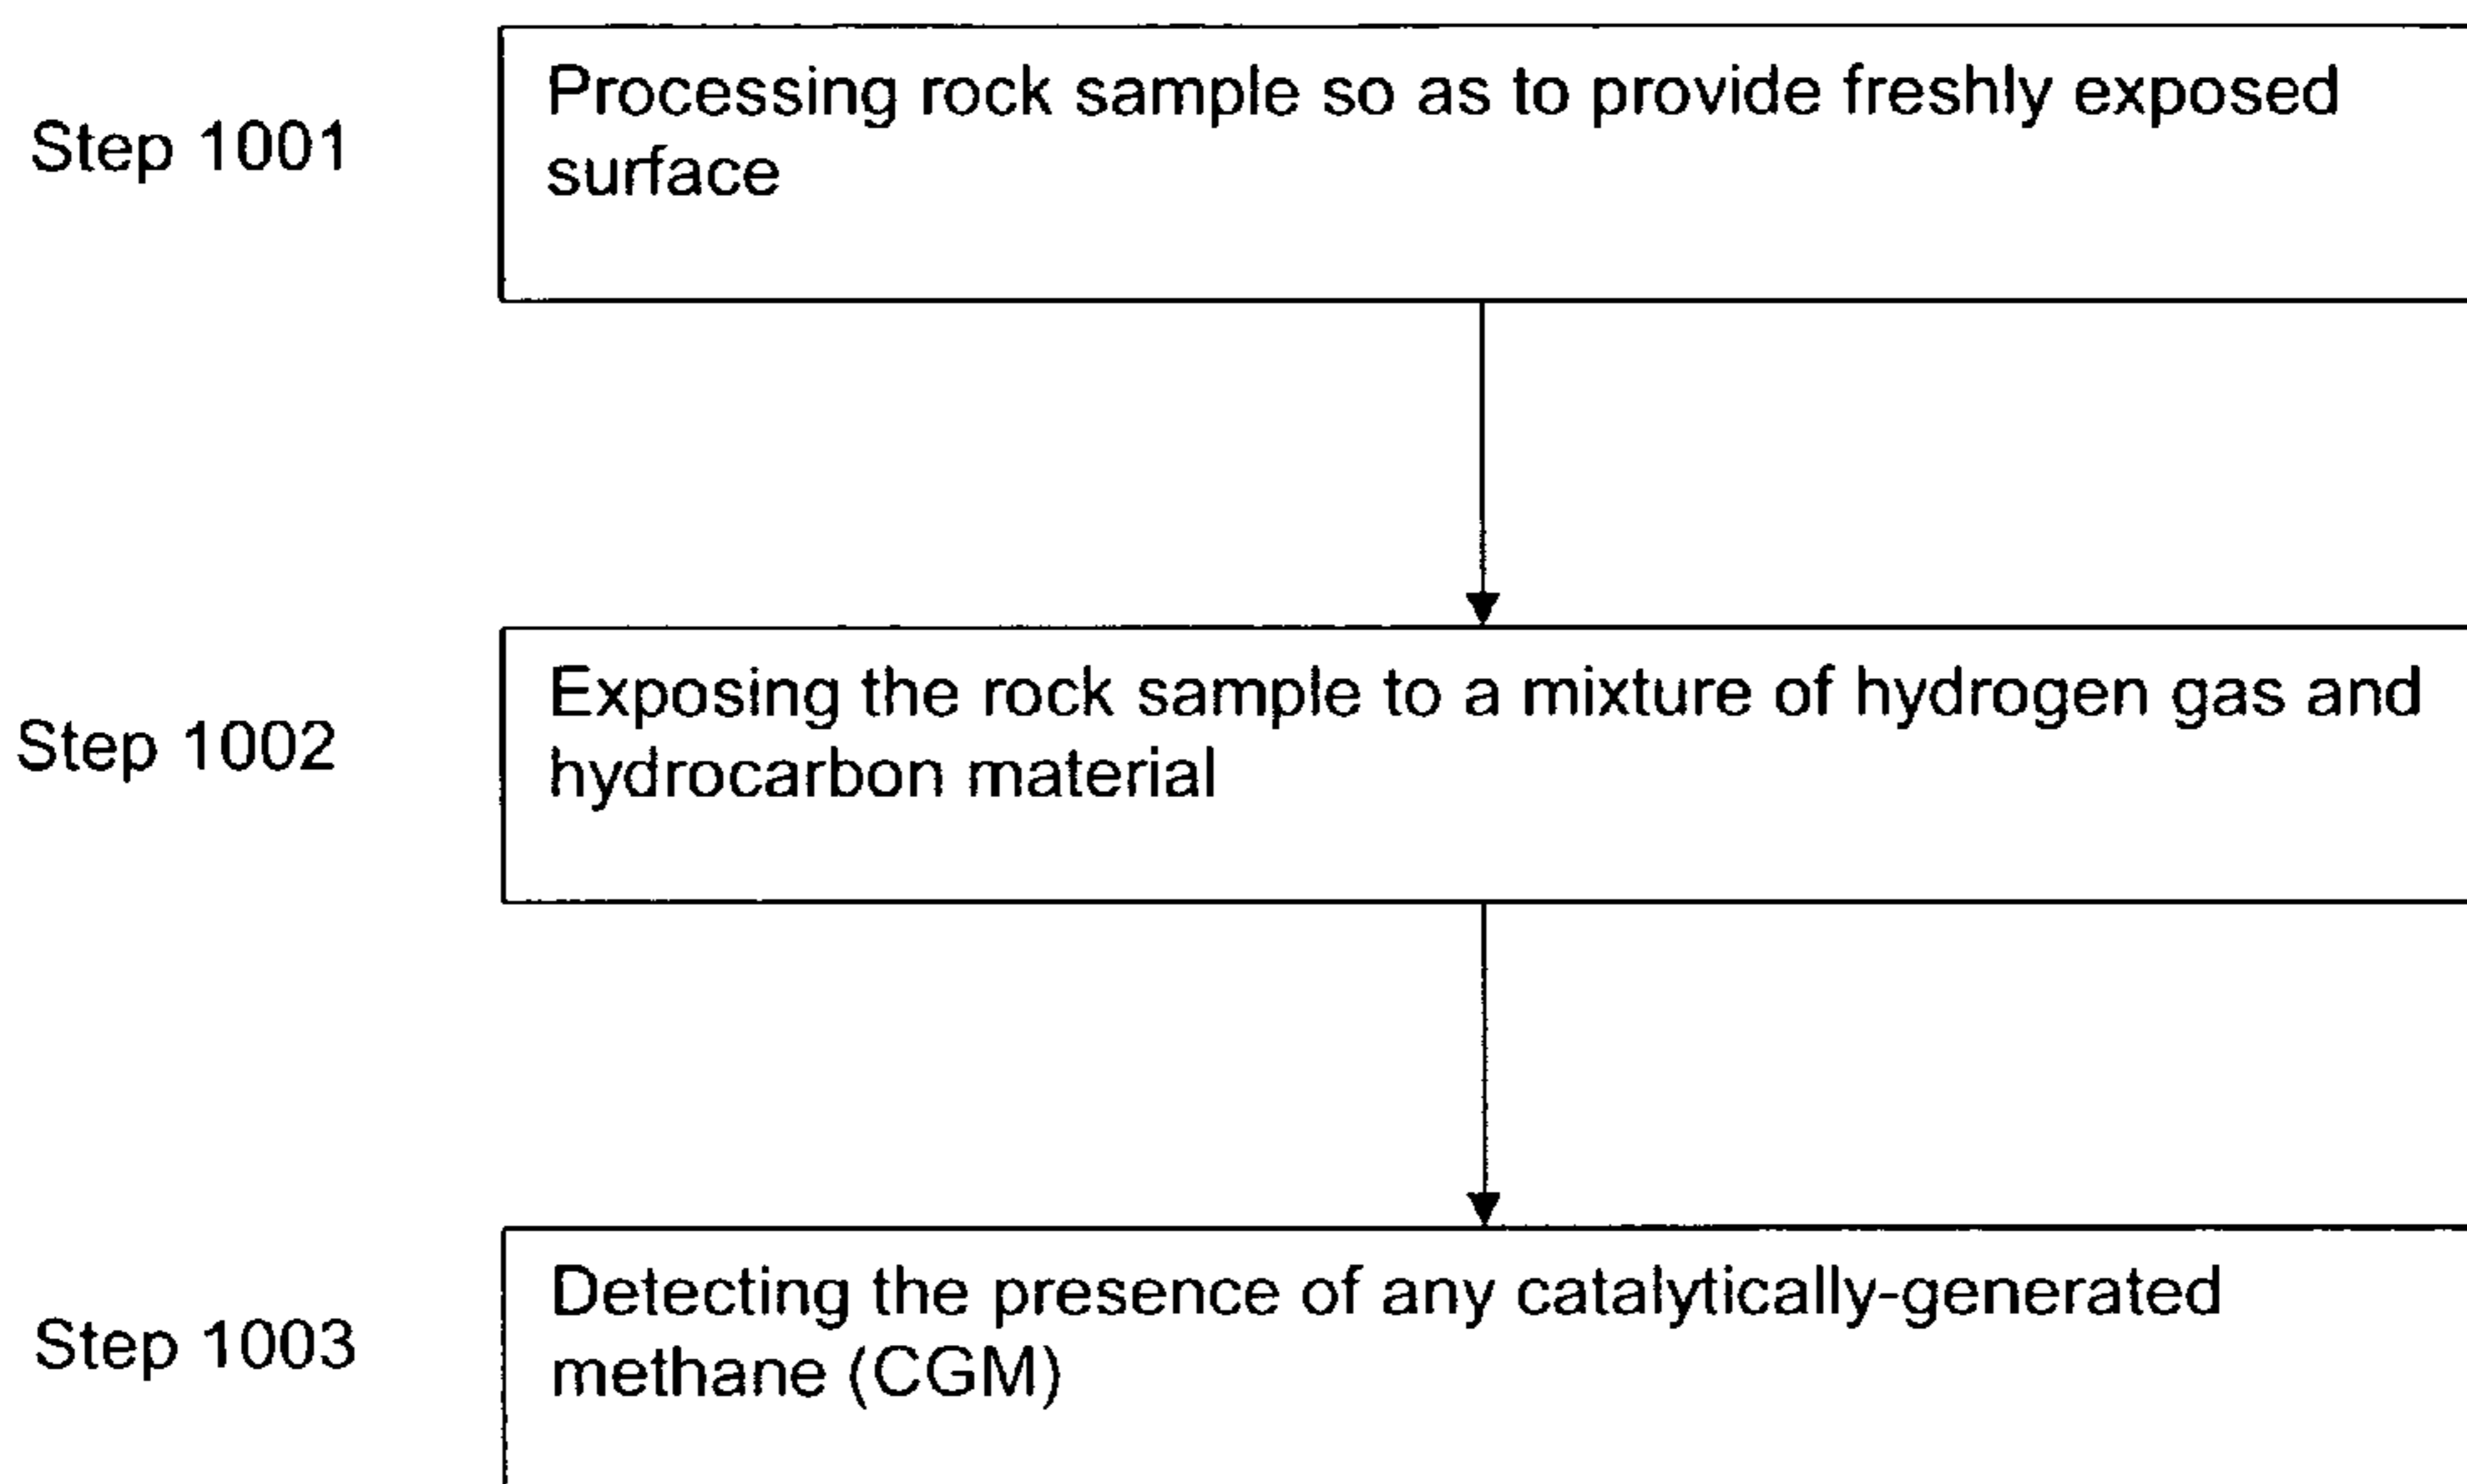 Step 1001
Processing rock sample so as to provide freshly exposed
surface
Step 1002
Exposing the rock sample to a mixture of hydrogen gas and
hydrocarbon material
Step 1003
Detecting the presence of any catalytically-generated
methane (CGM)